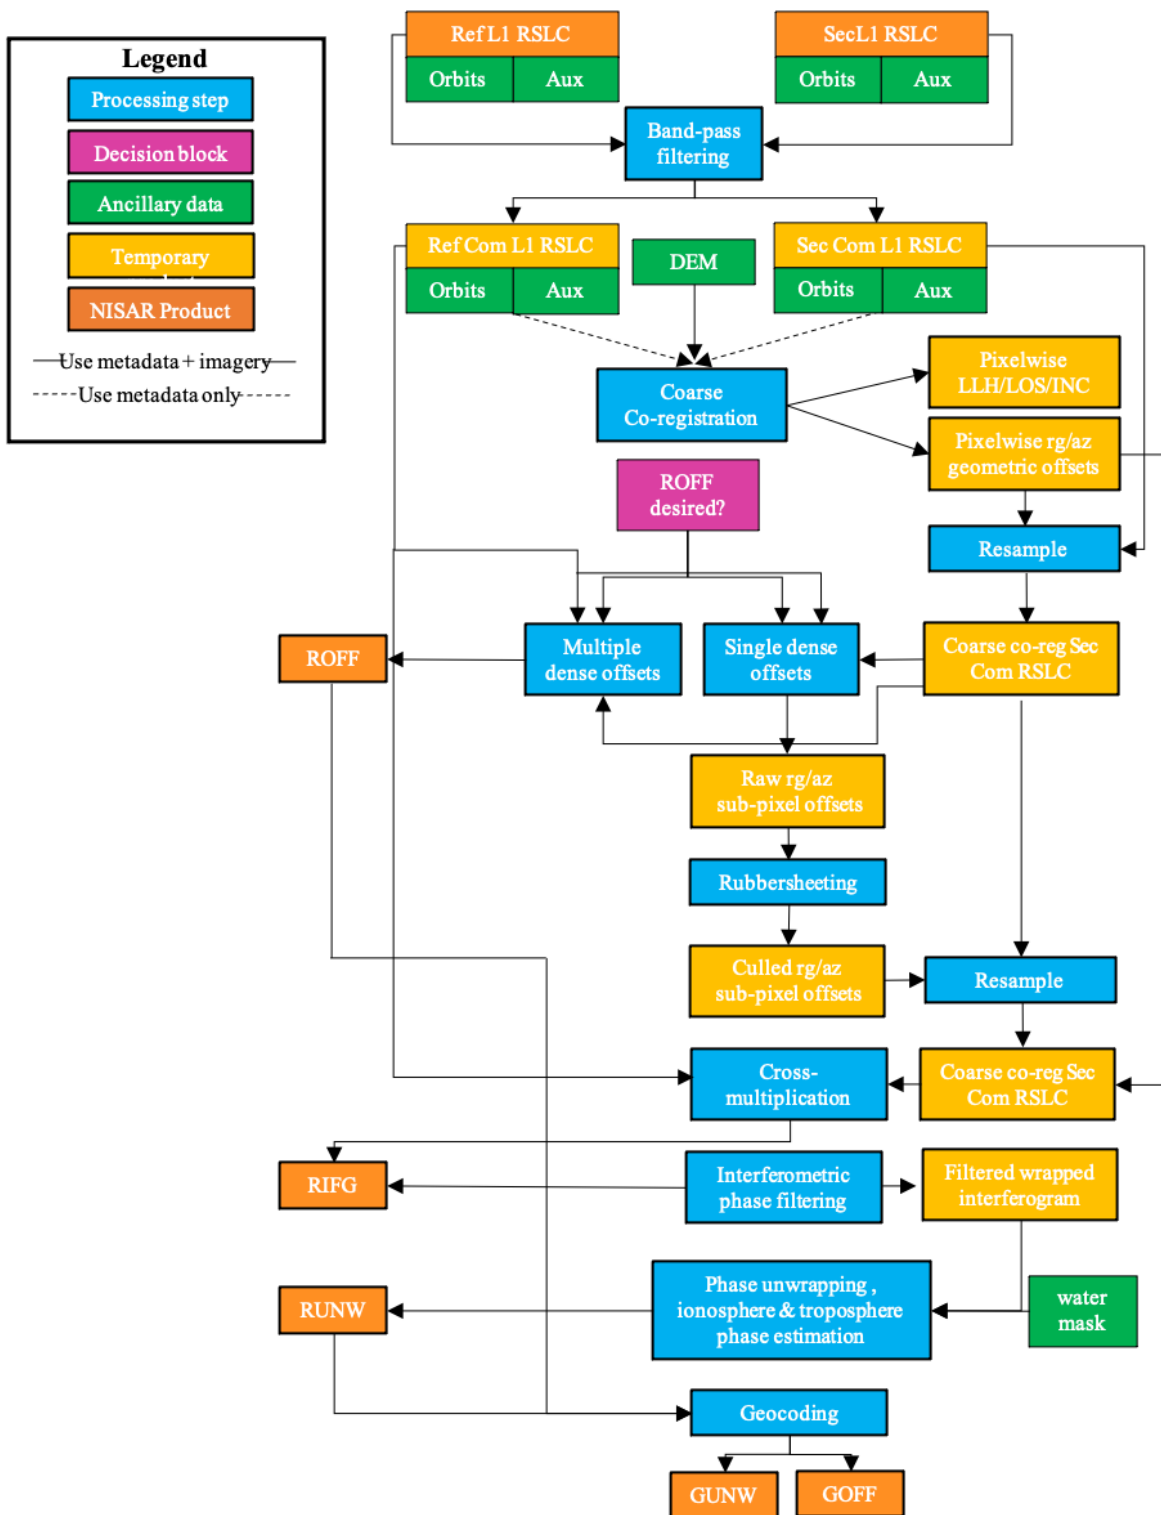 Legend
Processing step
Decision block
Ancillary data
Temporary
NISAR Product
Use metadata + imagery
Use metadata only
Ref L1 RSLC
Orbits
Aux
SecL1 RSLC
Orbits
Aux
Band-pass
filtering
Ref Com L1 RSLC
Orbits
Aux
DEM
Sec Com L1 RSLC
Orbits
Aux
Coarse
Co-registration
Pixelwise
LLH/LOS/INC
Pixelwise rg/az
geometric offsets
ROFF
desired?
Resample
ROFF
Multiple
dense offsets
Single dense
offsets
Coarse co-reg Sec
Com RSLC
Raw rg/az
sub-pixel offsets
Rubbersheeting
Culled rg/az
sub-pixel offsets
Resample
Cross-
multiplication
Coarse co-reg Sec
Com RSLC
RIFG
Interferometric
phase filtering
Filtered wrapped
interferogram
RUNW
Phase unwrapping ,
ionosphere & troposphere
phase estimation
water
mask
Geocoding
GUNW
GOFF